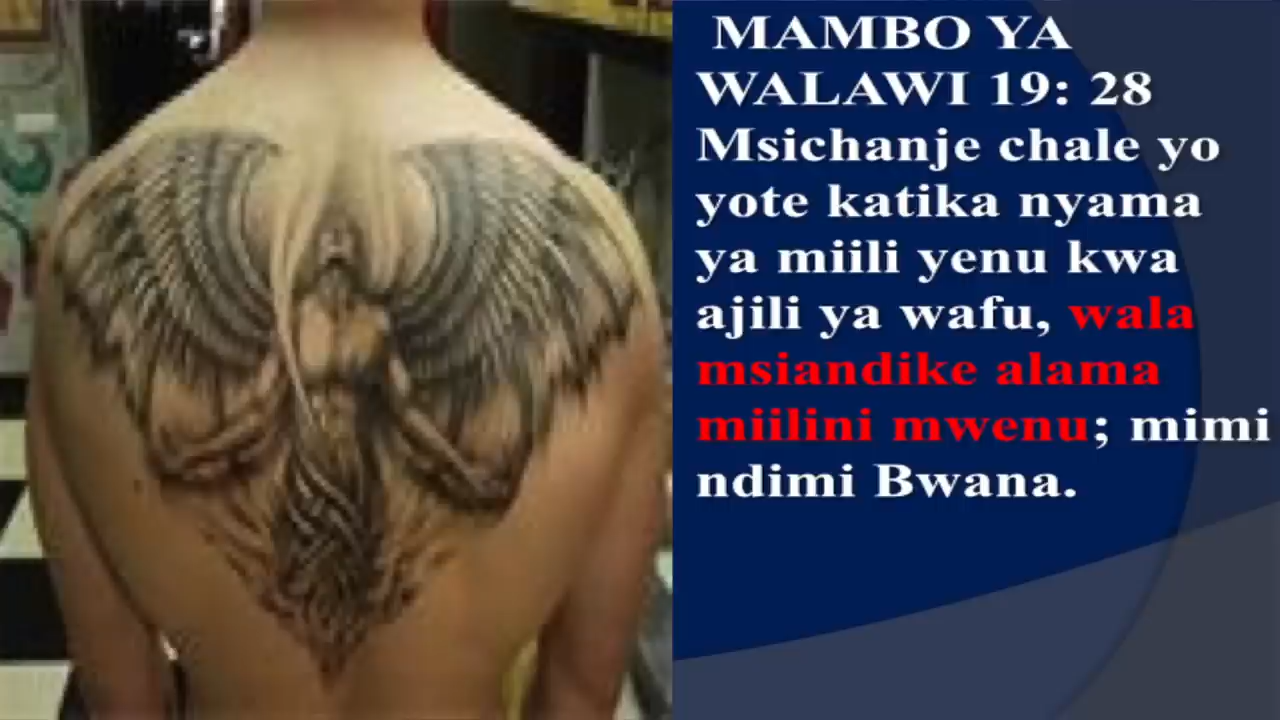 MAMBO YA
WALAWI 19: 28
Msichanje chale yo
yote katika nyama
ya miili yenu kwa
ajili ya wafu, wala
msiandike alama
miilini mwenu; mimi
ndimi Bwana.